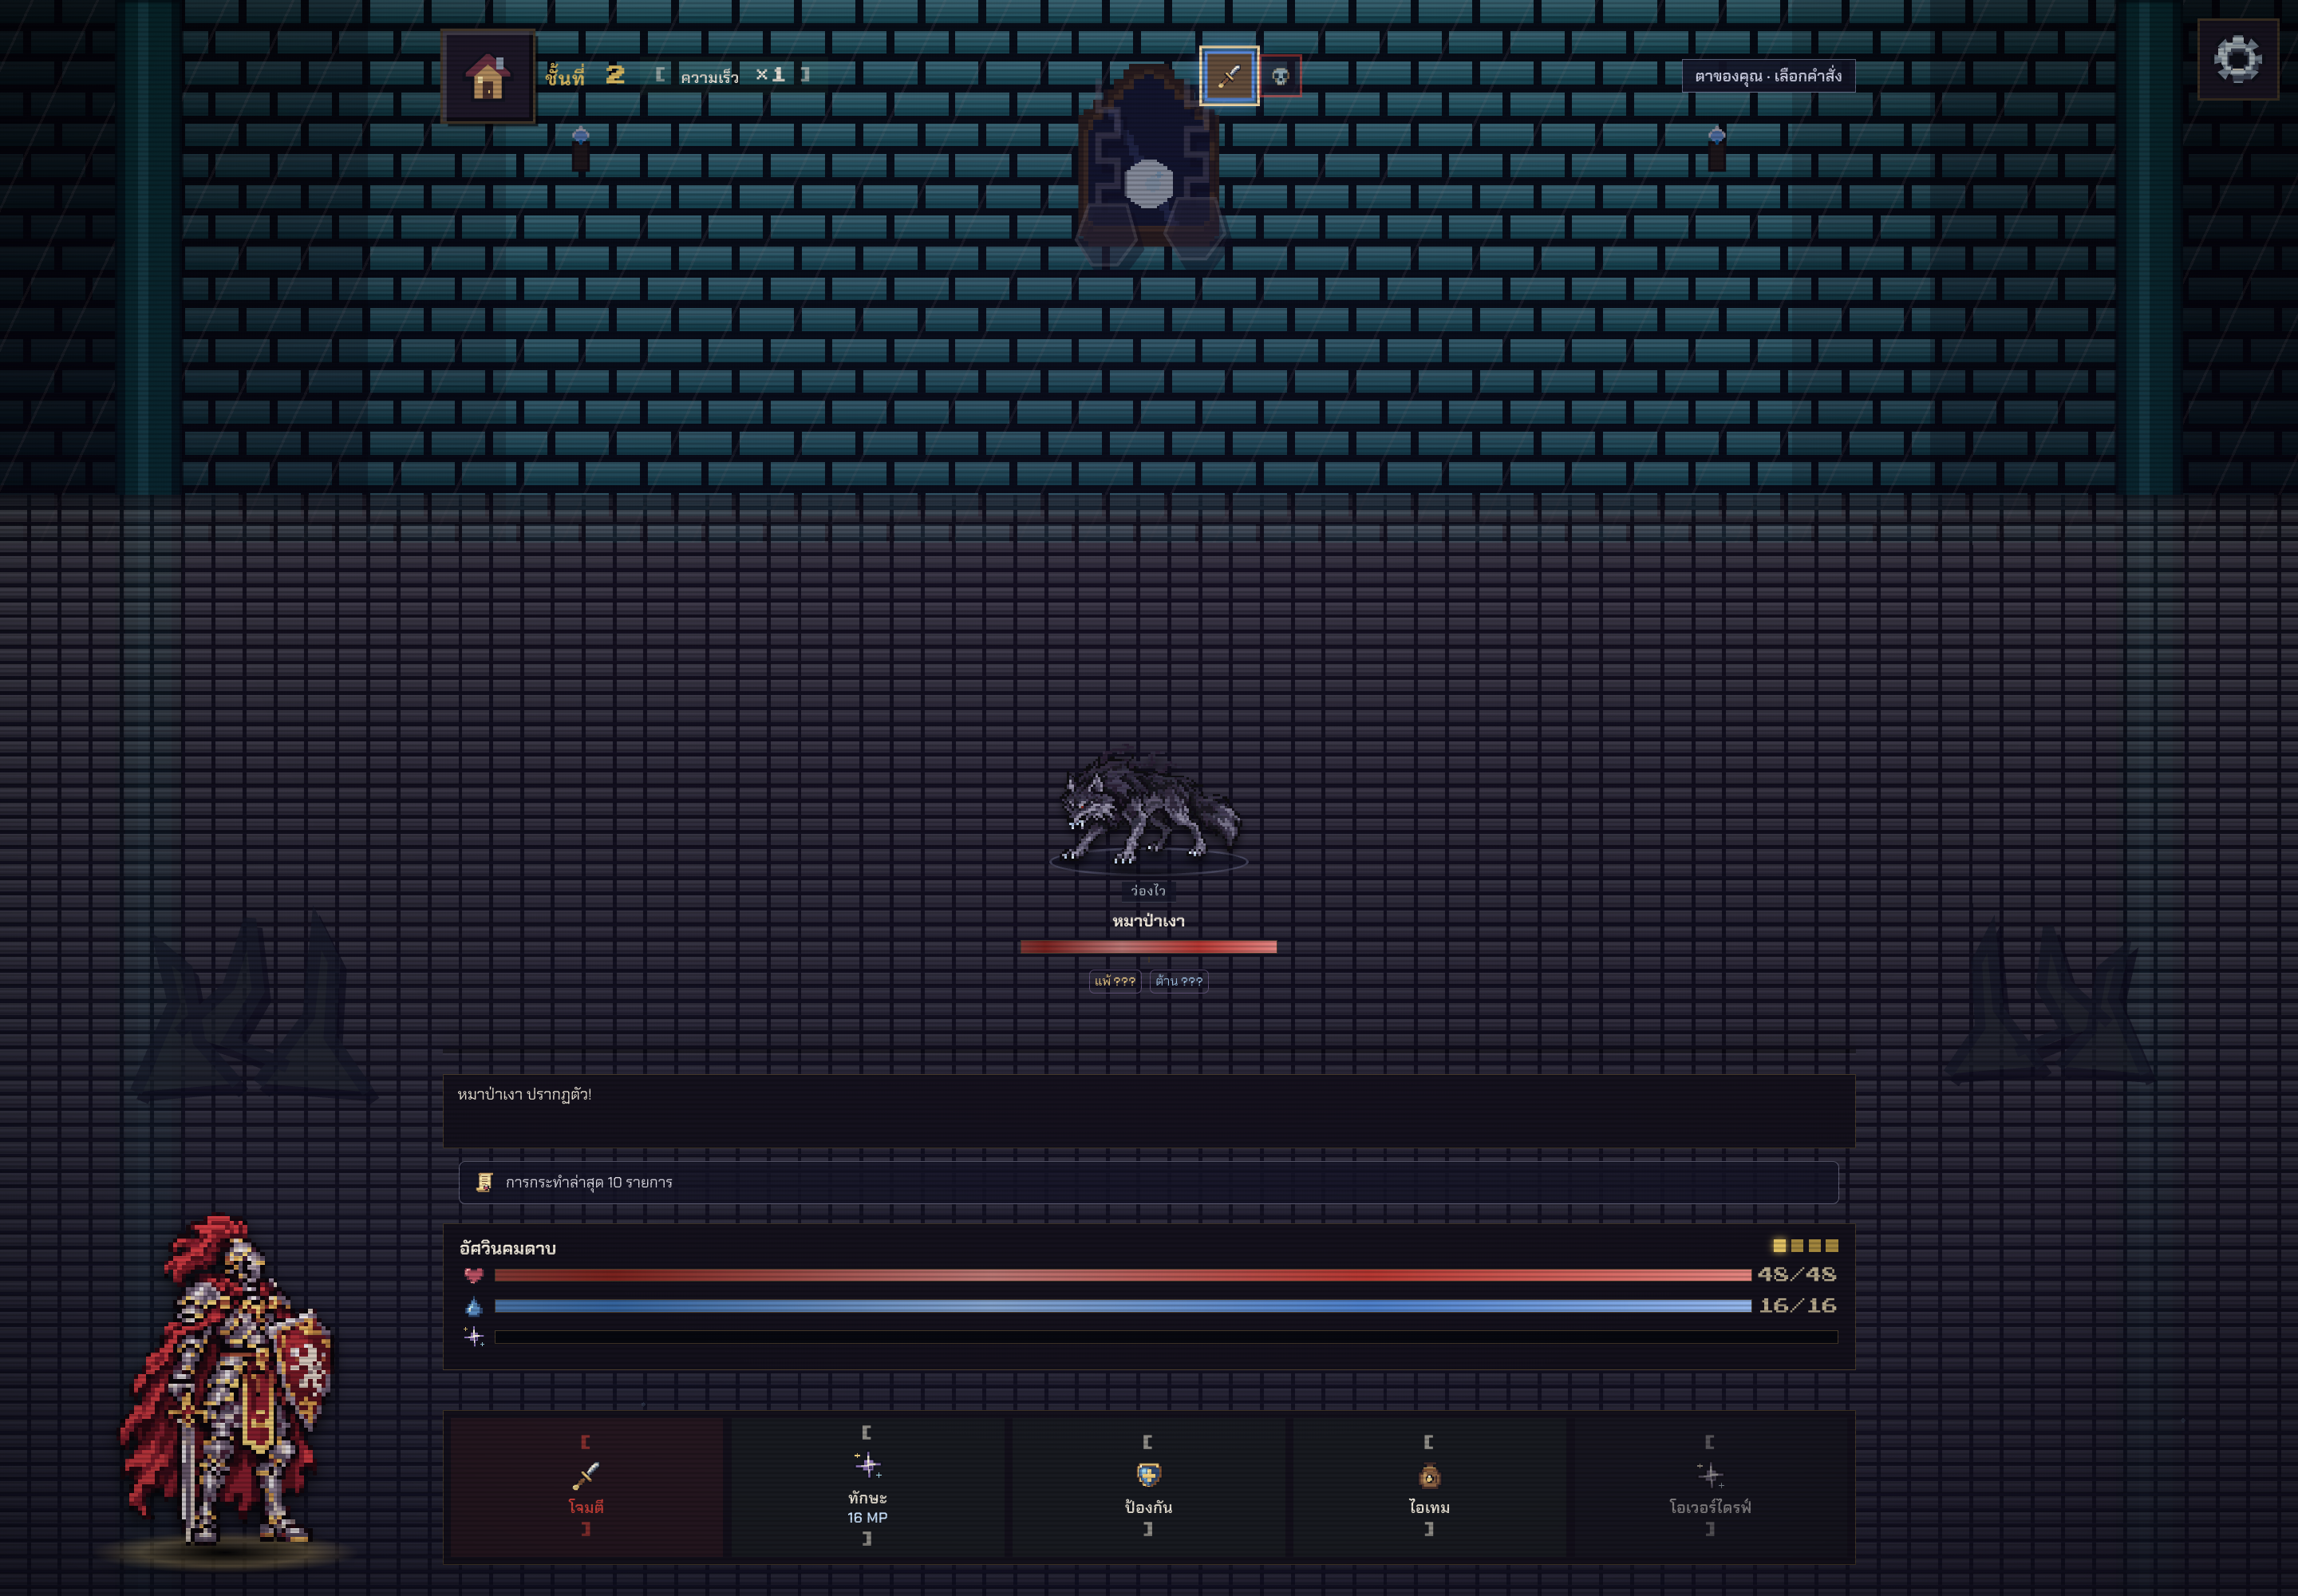 ชั้นที่ 2 [ ความเร็ว ×1 ]
ตาของคุณ · เลือกคำสั่ง
ว่องไว
หมาป่าเงา
แพ้ ??? ต้าน ???
หมาป่าเงา ปรากฏตัว!
การกระทำล่าสุด 10 รายการ
อัศวินคมดาบ
48/48
16/16
[ โจมตี ]
[ ทักษะ 16 MP ]
[ ป้องกัน ]
[ ไอเทม ]
[ โอเวอร์ไดรฟ์ ]